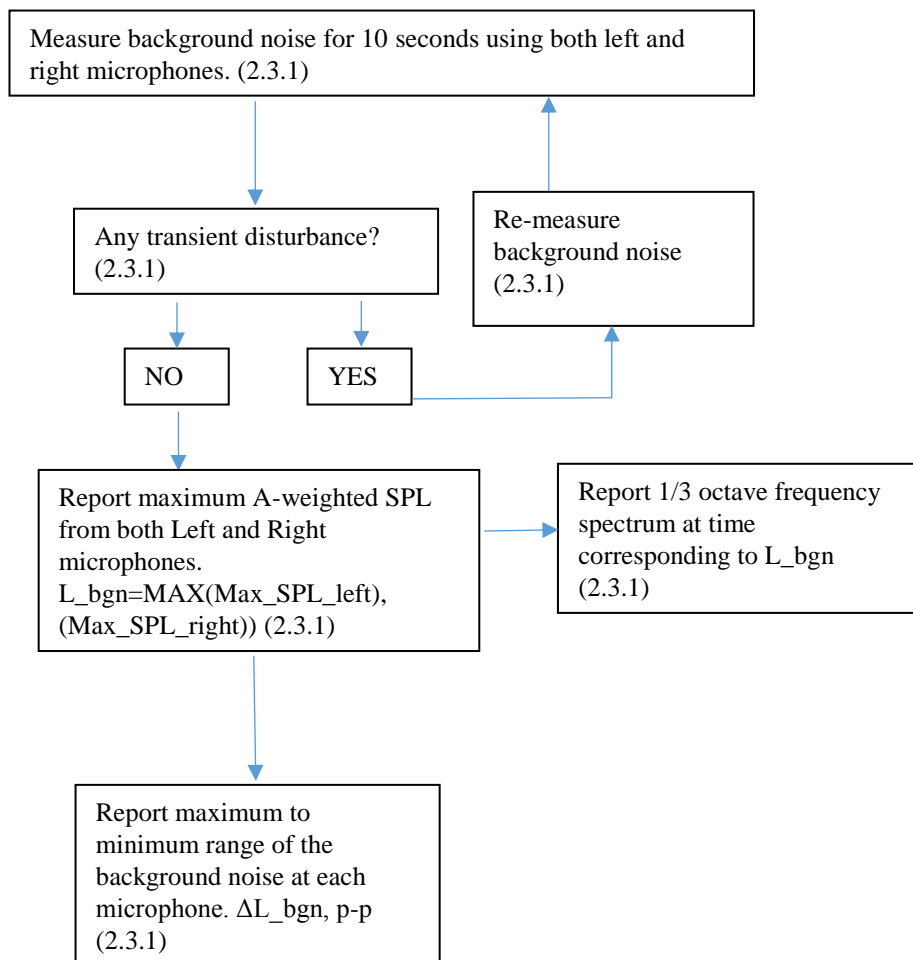 Measure background noise for 10 seconds using both left and
right microphones. (2.3.1)
Any transient disturbance?
(2.3.1)
Re-measure
background noise
(2.3.1)
NO
YES
Report maximum A-weighted SPL
from both Left and Right
microphones.
L_bgn=MAX(Max_SPL_left),
(Max_SPL_right)) (2.3.1)
Report 1/3 octave frequency
spectrum at time
corresponding to L_bgn
(2.3.1)
Report maximum to
minimum range of the
background noise at each
microphone. ΔL_bgn, p-p
(2.3.1)